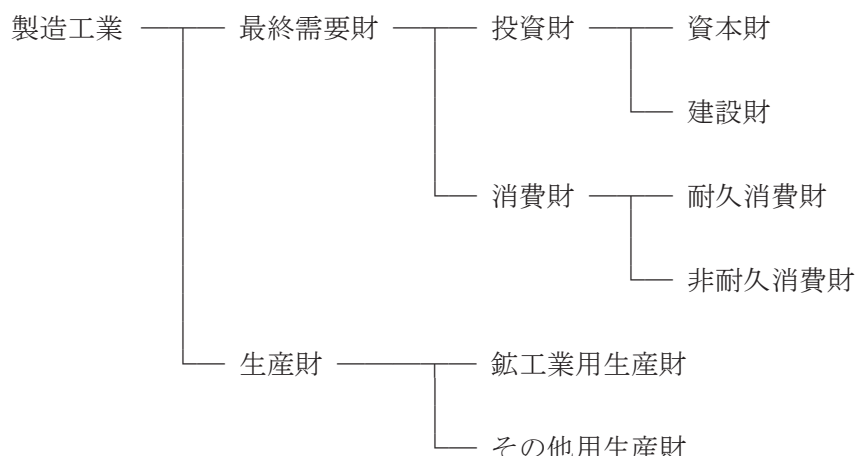 製造工業 最終需要財 投資財 資本財
建設財
消費財 耐久消費財
非耐久消費財
生産財 鉱工業用生産財
その他用生産財